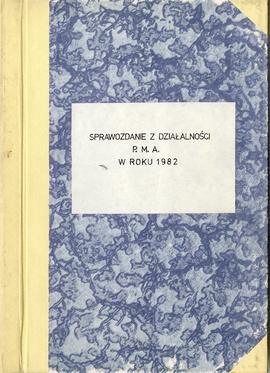 SPRAWOZDANIE Z DZIAŁALNOŚCI
P. M. A.
W ROKU 1982